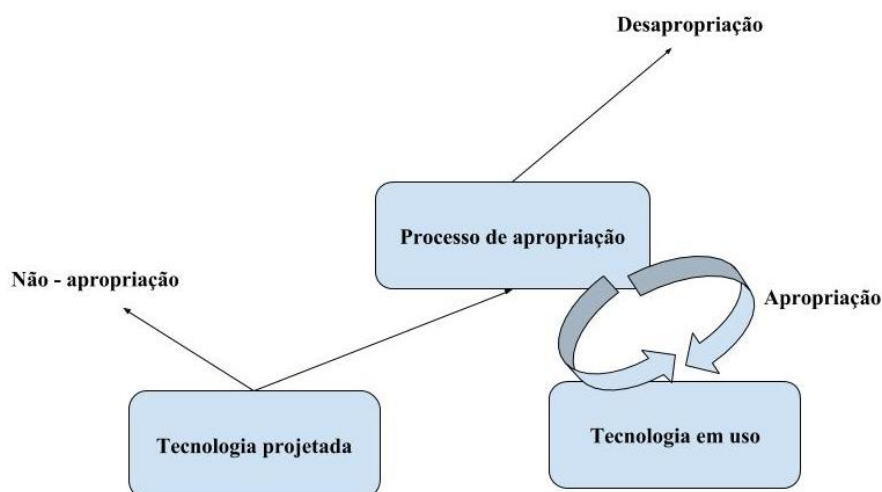 Desapropriação
Processo de apropriação
Não - apropriação
Apropriação
Tecnologia projetada
Tecnologia em uso